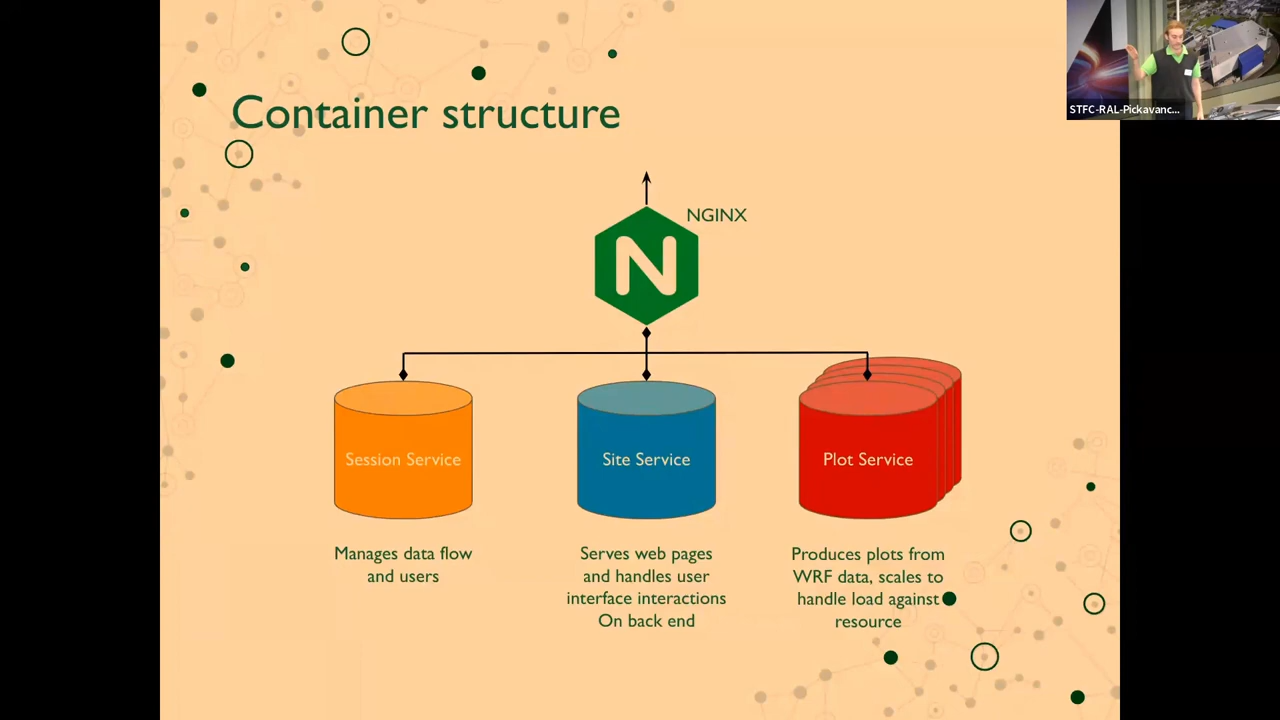 STFC-RAL-Pickavanc...
Container structure
NGINX
N
Session Service
Site Service
Plot Service
Manages data flow
and users
Serves web pages
and handles user
interface interactions
On back end
Produces plots from
WRF data, scales to
handle load against
resource